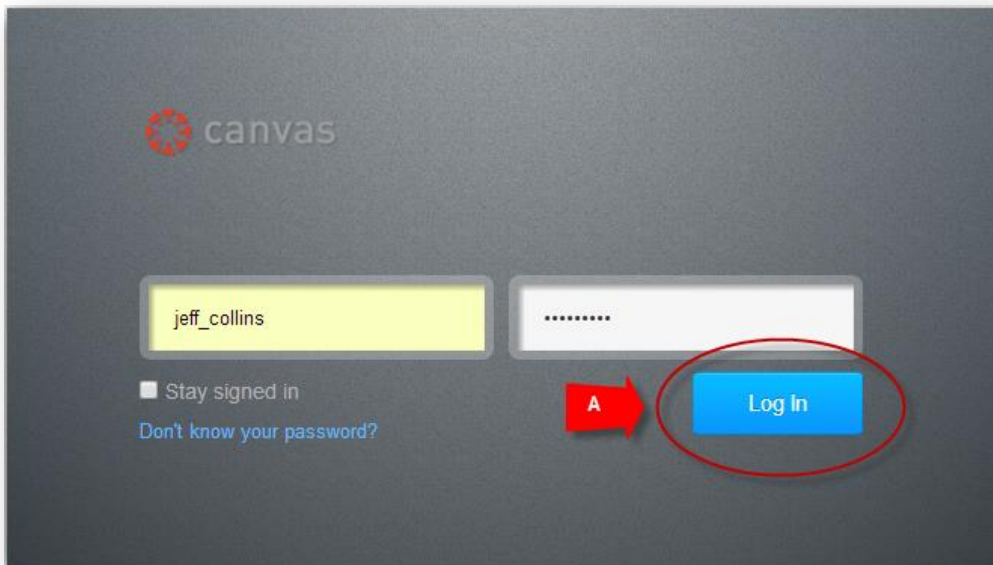 canvas
jeff_collins •••••••••
Stay signed in
A Log In
Don't know your password?